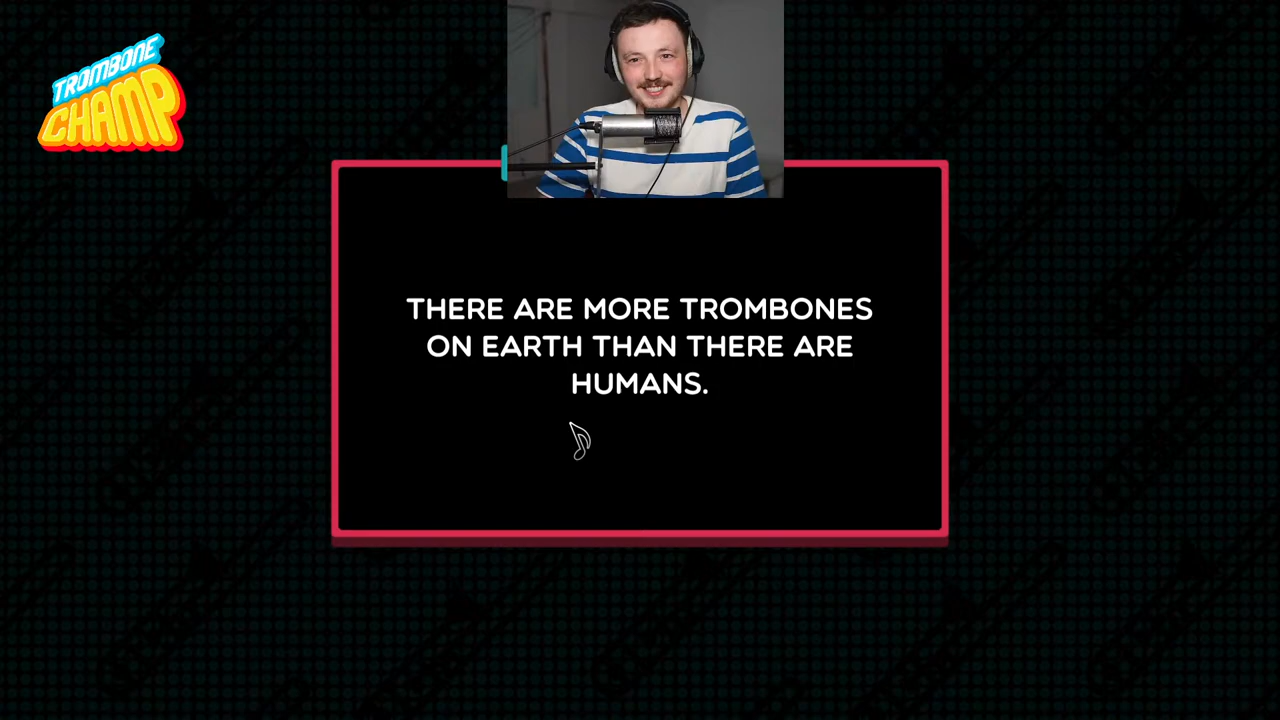 TROMBONE
CHAMP
THERE ARE MORE TROMBONES
ON EARTH THAN THERE ARE
HUMANS.